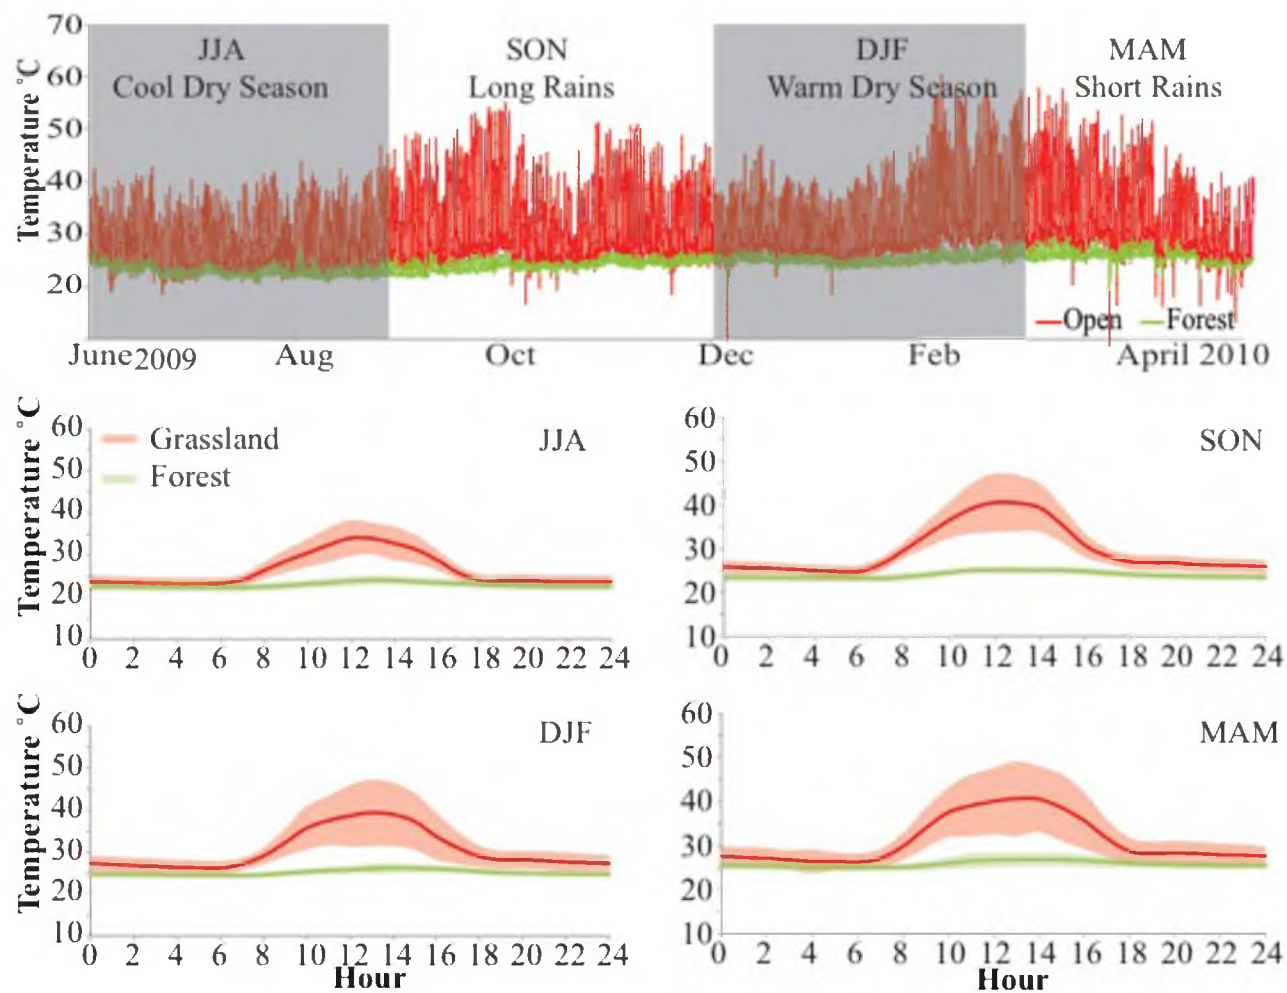 70
60
50
40
30
20
Temperature °C
JJA
Cool Dry Season
SON
Long Rains
DJF
Warm Dry Season
MAM
Short Rains
Open Forest
June 2009 Aug Oct Dec Feb April 2010
60
50
40
30
20
10
Temperature °C
Grassland
Forest
JJA
0 2 4 6 8 10 12 14 16 18 20 22 24
60
50
40
30
20
10
SON
0 2 4 6 8 10 12 14 16 18 20 22 24
60
50
40
30
20
10
Temperature °C
DJF
0 2 4 6 8 10 12 14 16 18 20 22 24
Hour
60
50
40
30
20
10
MAM
0 2 4 6 8 10 12 14 16 18 20 22 24
Hour